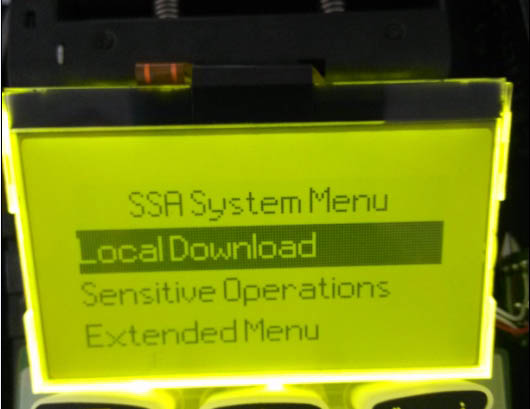 SSA System Menu
Local Download
Sensitive Operations
Extended Menu